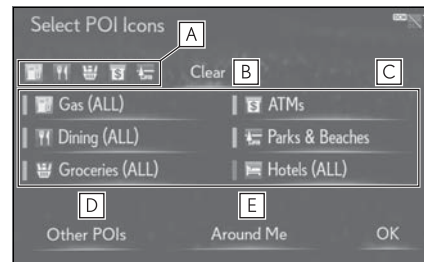 Select POI Icons
A
Clear
B
C
Gas (ALL)
ATMs
Dining (ALL)
Parks & Beaches
Groceries (ALL)
Hotels (ALL)
D
E
Other POIs
Around Me
OK